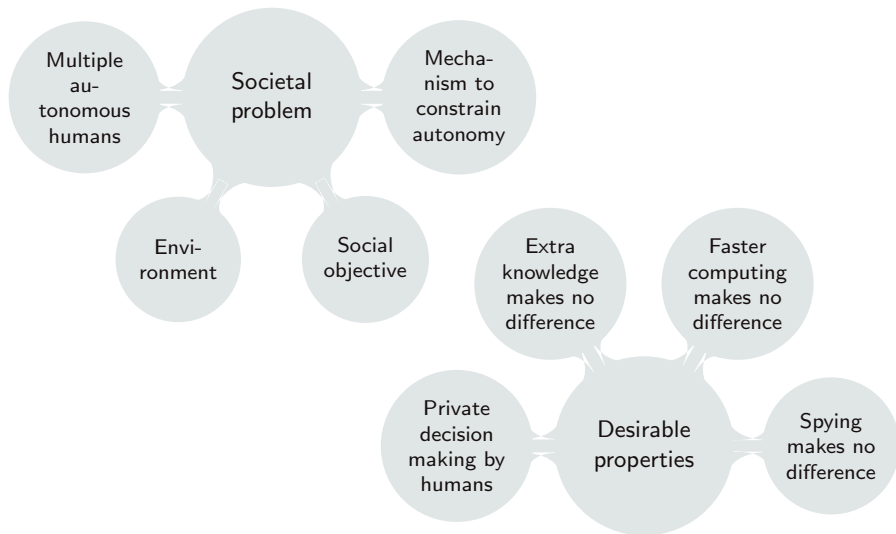 Multiple
au-
tonomous
humans
Societal
problem
Mecha-
nism to
constrain
autonomy
Envi-
ronment
Social
objective
Extra
knowledge
makes no
difference
Faster
computing
makes no
difference
Private
decision
making by
humans
Desirable
properties
Spying
makes no
difference